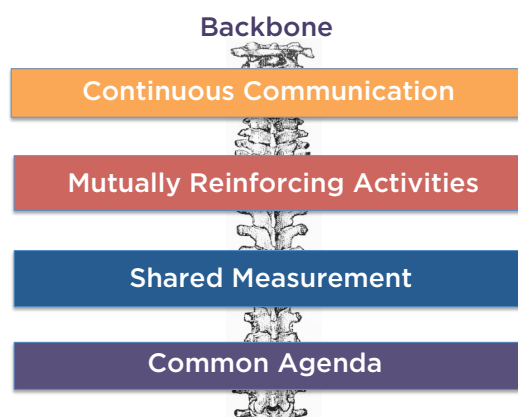 Backbone
Continuous Communication
Mutually Reinforcing Activities
Shared Measurement
Common Agenda